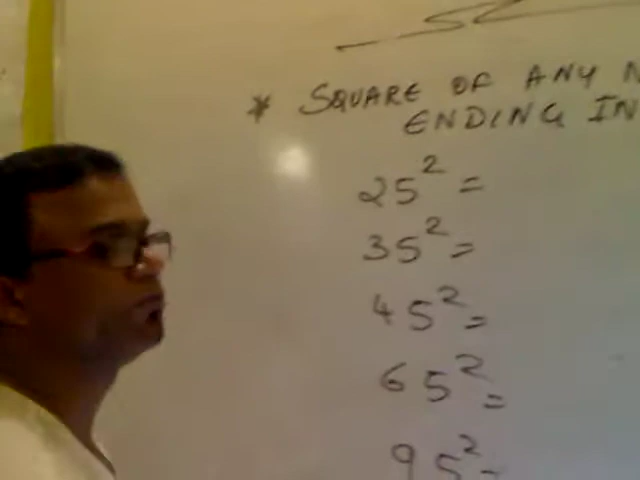 * SQUARE OF ANY N
ENDING IN
25² =
35² =
45² =
65² =
95² =